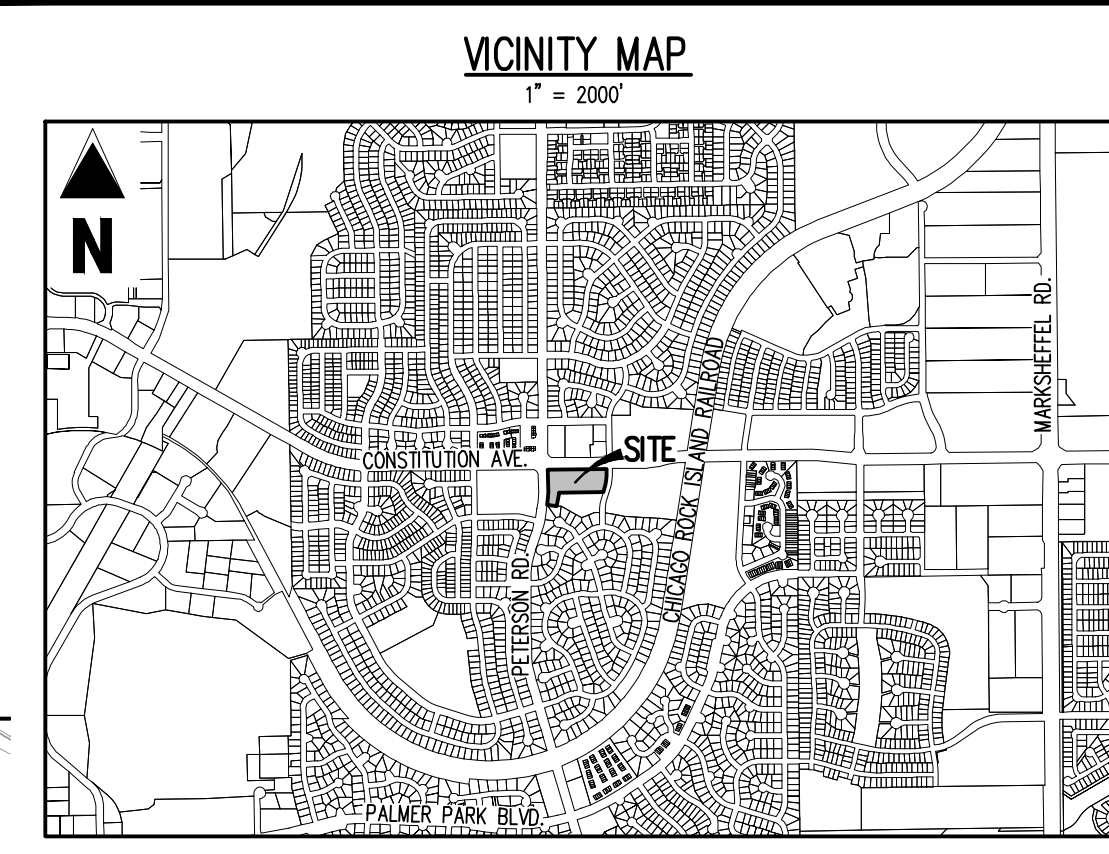 VICINITY MAP
1" = 2000'
N
MARKSHEFFEL RD.
CHICAGO ROCK ISLAND RAILROAD
SITE
CONSTITUTION AVE.
PETERSON RD.
PALMER PARK BLVD.